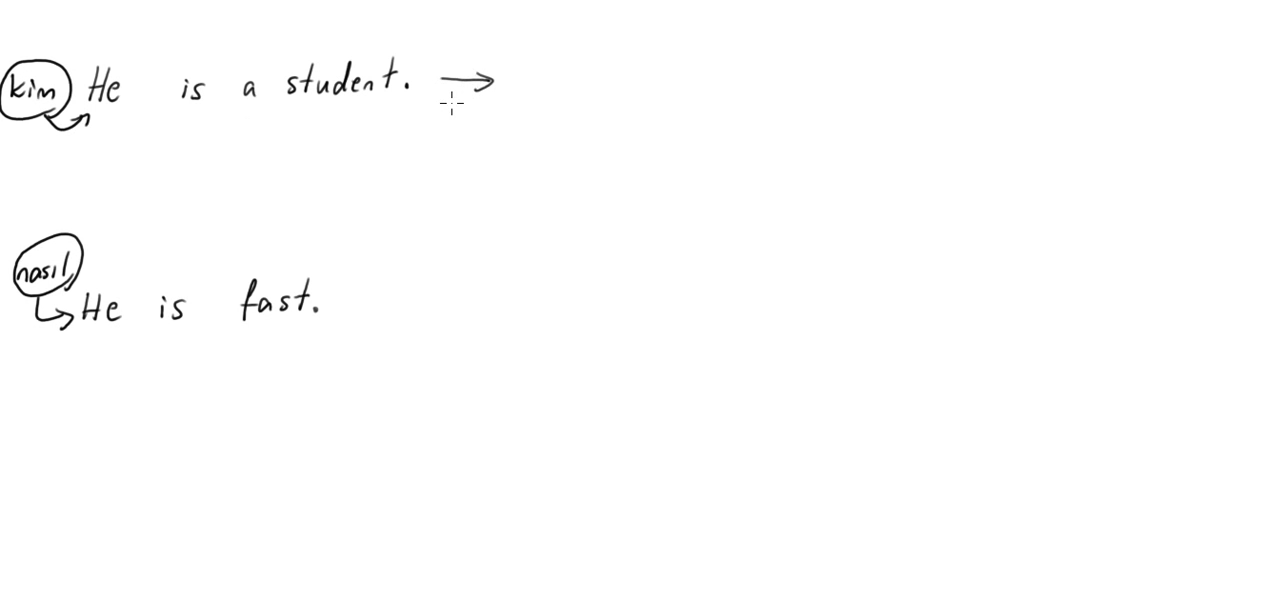 kim He is a student. →
nasıl
He is fast.